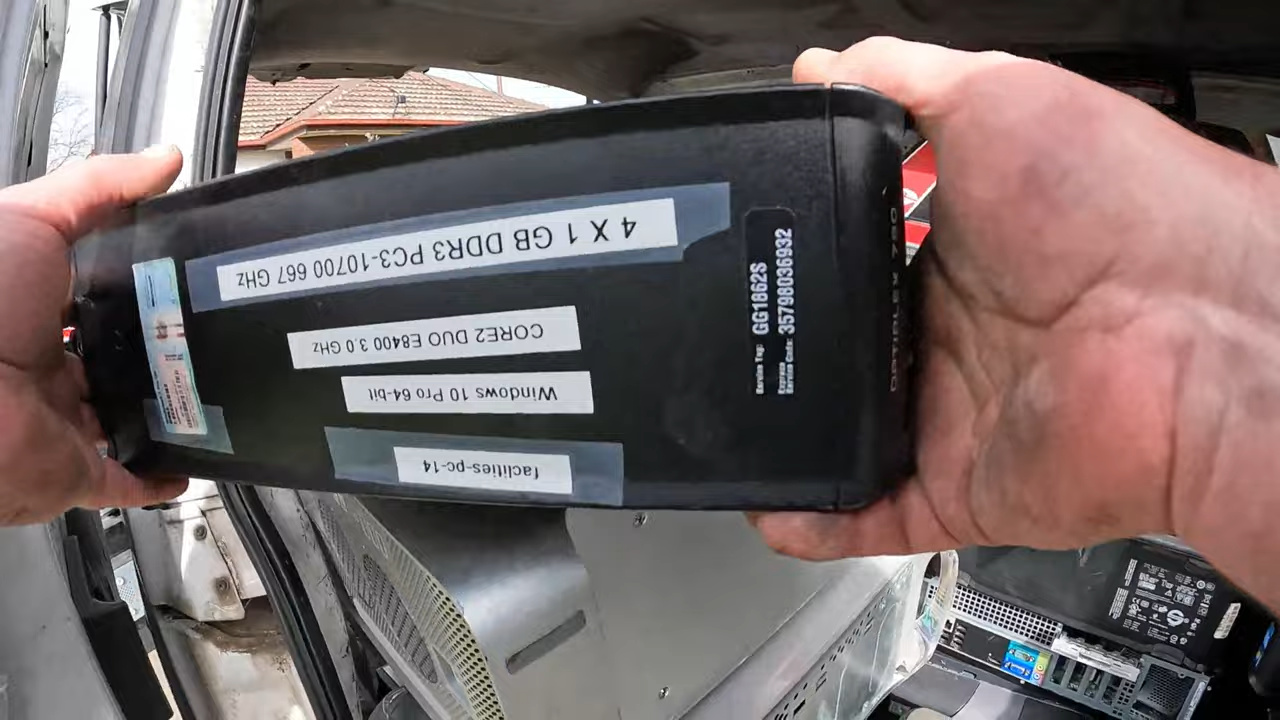 4 X 1 GB DDR3 PC3-10700 667 GHz
CORE2 DUO E8400 3.0 GHz
Windows 10 Pro 64-bit
facilities-pc-14
Service Tag: GG1862S
Express
Service Code: 35798036932
OPTIPLEX 780